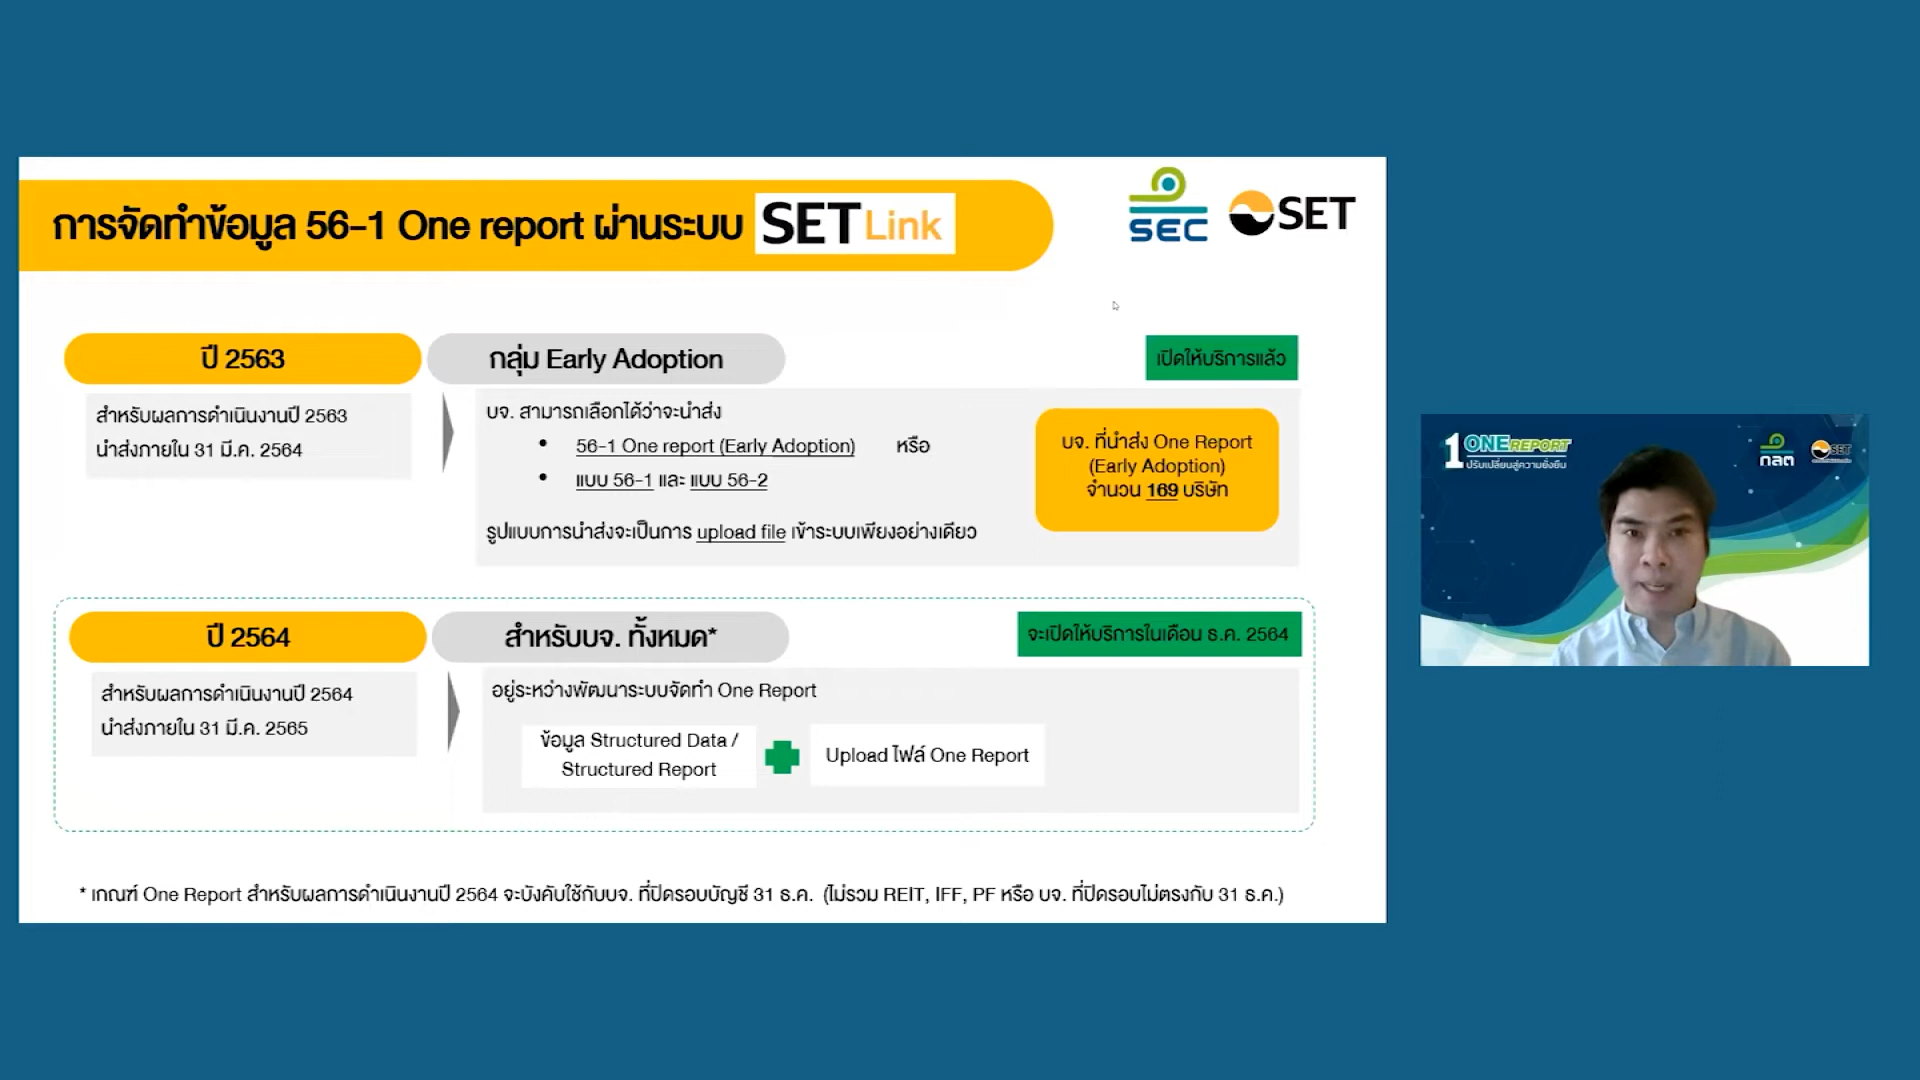 การจัดทำข้อมูล 56-1 One report ผ่านระบบ SET Link
SEC
SET
ปี 2563
กลุ่ม Early Adoption
เปิดให้บริการแล้ว
สำหรับผลการดำเนินงานปี 2563
นำส่งภายใน 31 มี.ค. 2564
บจ. สามารถเลือกได้ว่าจะนำส่ง
• 56-1 One report (Early Adoption) หรือ
• แบบ 56-1 และ แบบ 56-2
รูปแบบการนำส่งจะเป็นการ upload file เข้าระบบเพียงอย่างเดียว
บจ. ที่นำส่ง One Report
(Early Adoption)
จำนวน 169 บริษัท
ปี 2564
สำหรับบจ. ทั้งหมด*
จะเปิดให้บริการในเดือน ธ.ค. 2564
สำหรับผลการดำเนินงานปี 2564
นำส่งภายใน 31 มี.ค. 2565
อยู่ระหว่างพัฒนาระบบจัดทำ One Report
ข้อมูล Structured Data /
Structured Report
Upload ไฟล์ One Report
* เกณฑ์ One Report สำหรับผลการดำเนินงานปี 2564 จะบังคับใช้กับบจ. ที่ปิดรอบบัญชี 31 ธ.ค. (ไม่รวม REIT, IFF, PF หรือ บจ. ที่ปิดรอบไม่ตรงกับ 31 ธ.ค.)
1 ONE REPORT
ปรับเปลี่ยนสู่ความยั่งยืน
กลต
SET